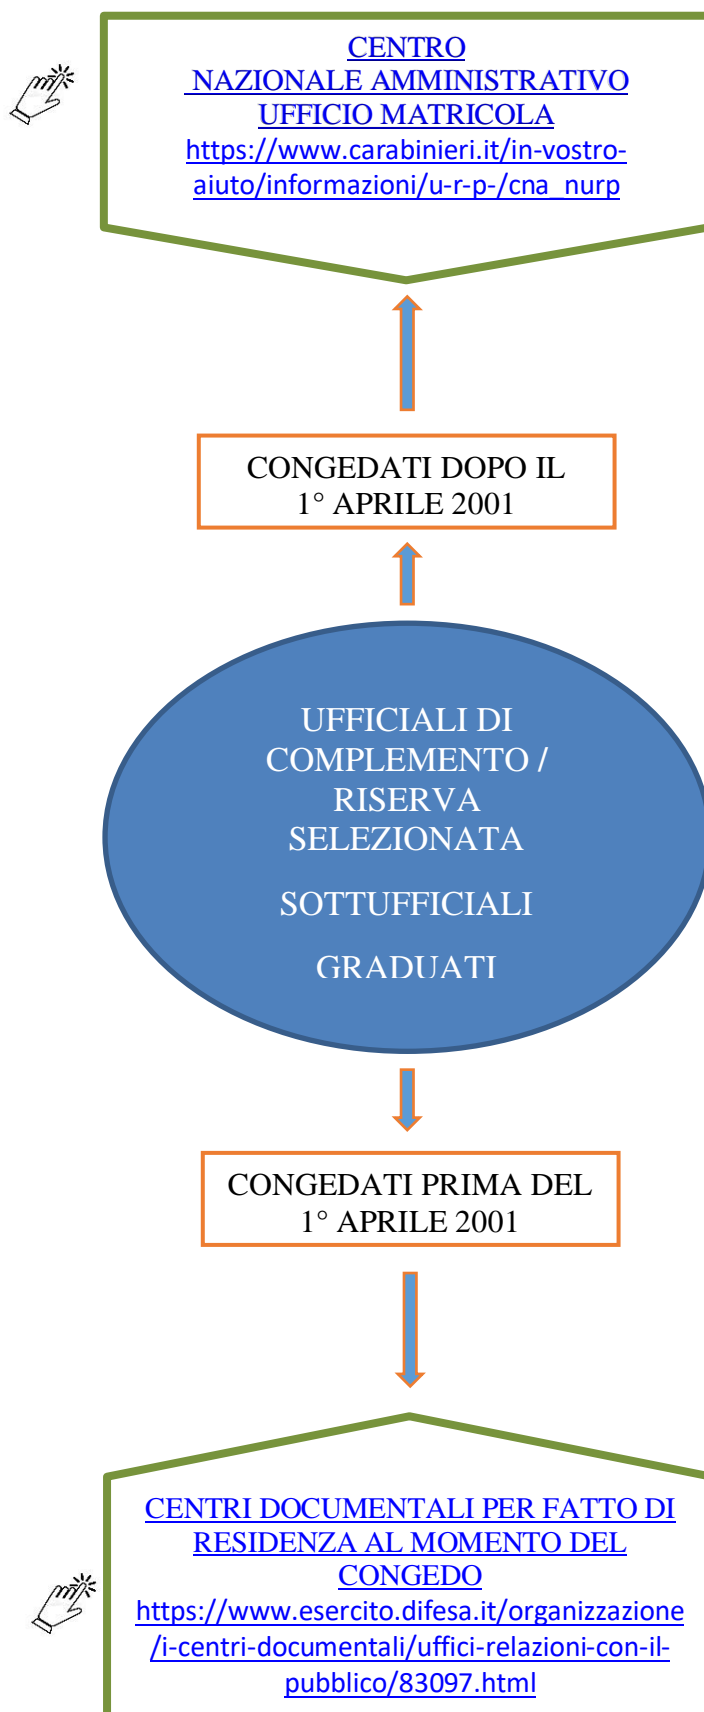 CENTRO
NAZIONALE AMMINISTRATIVO
UFFICIO MATRICOLA
https://www.carabinieri.it/in-vostro-
aiuto/informazioni/u-r-p-/cna_nurp
CONGEDATI DOPO IL
1° APRILE 2001
UFFICIALI DI
COMPLEMENTO /
RISERVA
SELEZIONATA
SOTTUFFICIALI
GRADUATI
CONGEDATI PRIMA DEL
1° APRILE 2001
CENTRI DOCUMENTALI PER FATTO DI
RESIDENZA AL MOMENTO DEL
CONGEDO
https://www.esercito.difesa.it/organizzazione
/i-centri-documentali/uffici-relazioni-con-il-
pubblico/83097.html